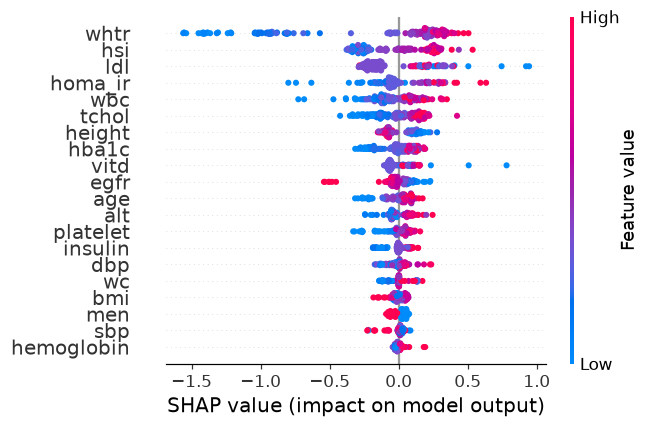 High
whtr
hsi
ldl
homa_ir
wbc
tchol
height
hba1c
vitd
egfr
age
alt
platelet
insulin
dbp
wc
bmi
men
sbp
hemoglobin
Feature value
Low
−1.5 −1.0 −0.5 0.0 0.5 1.0
SHAP value (impact on model output)